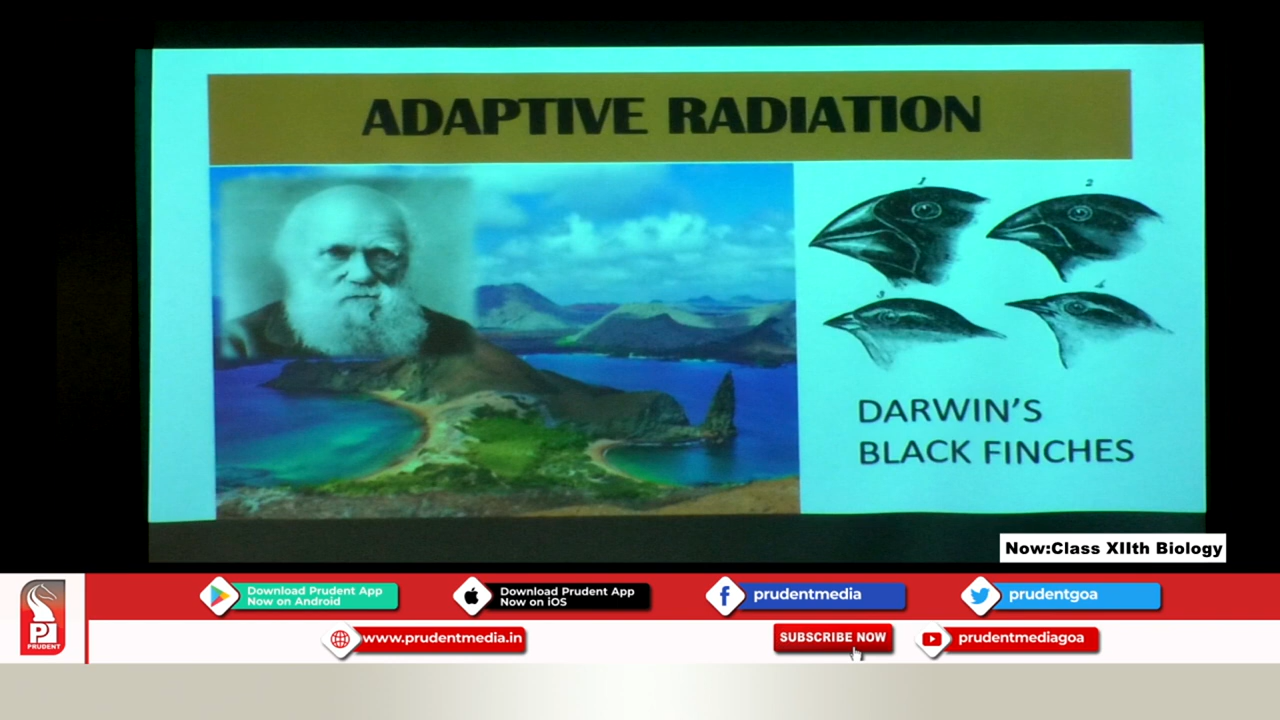 ADAPTIVE RADIATION
1
2
3
4
DARWIN'S
BLACK FINCHES
Now:Class XIIth Biology
Download Prudent App
Now on Android
Download Prudent App
Now on iOS
prudentmedia
prudentgoa
PRUDENT
www.prudentmedia.in
SUBSCRIBE NOW
prudentmediagoa